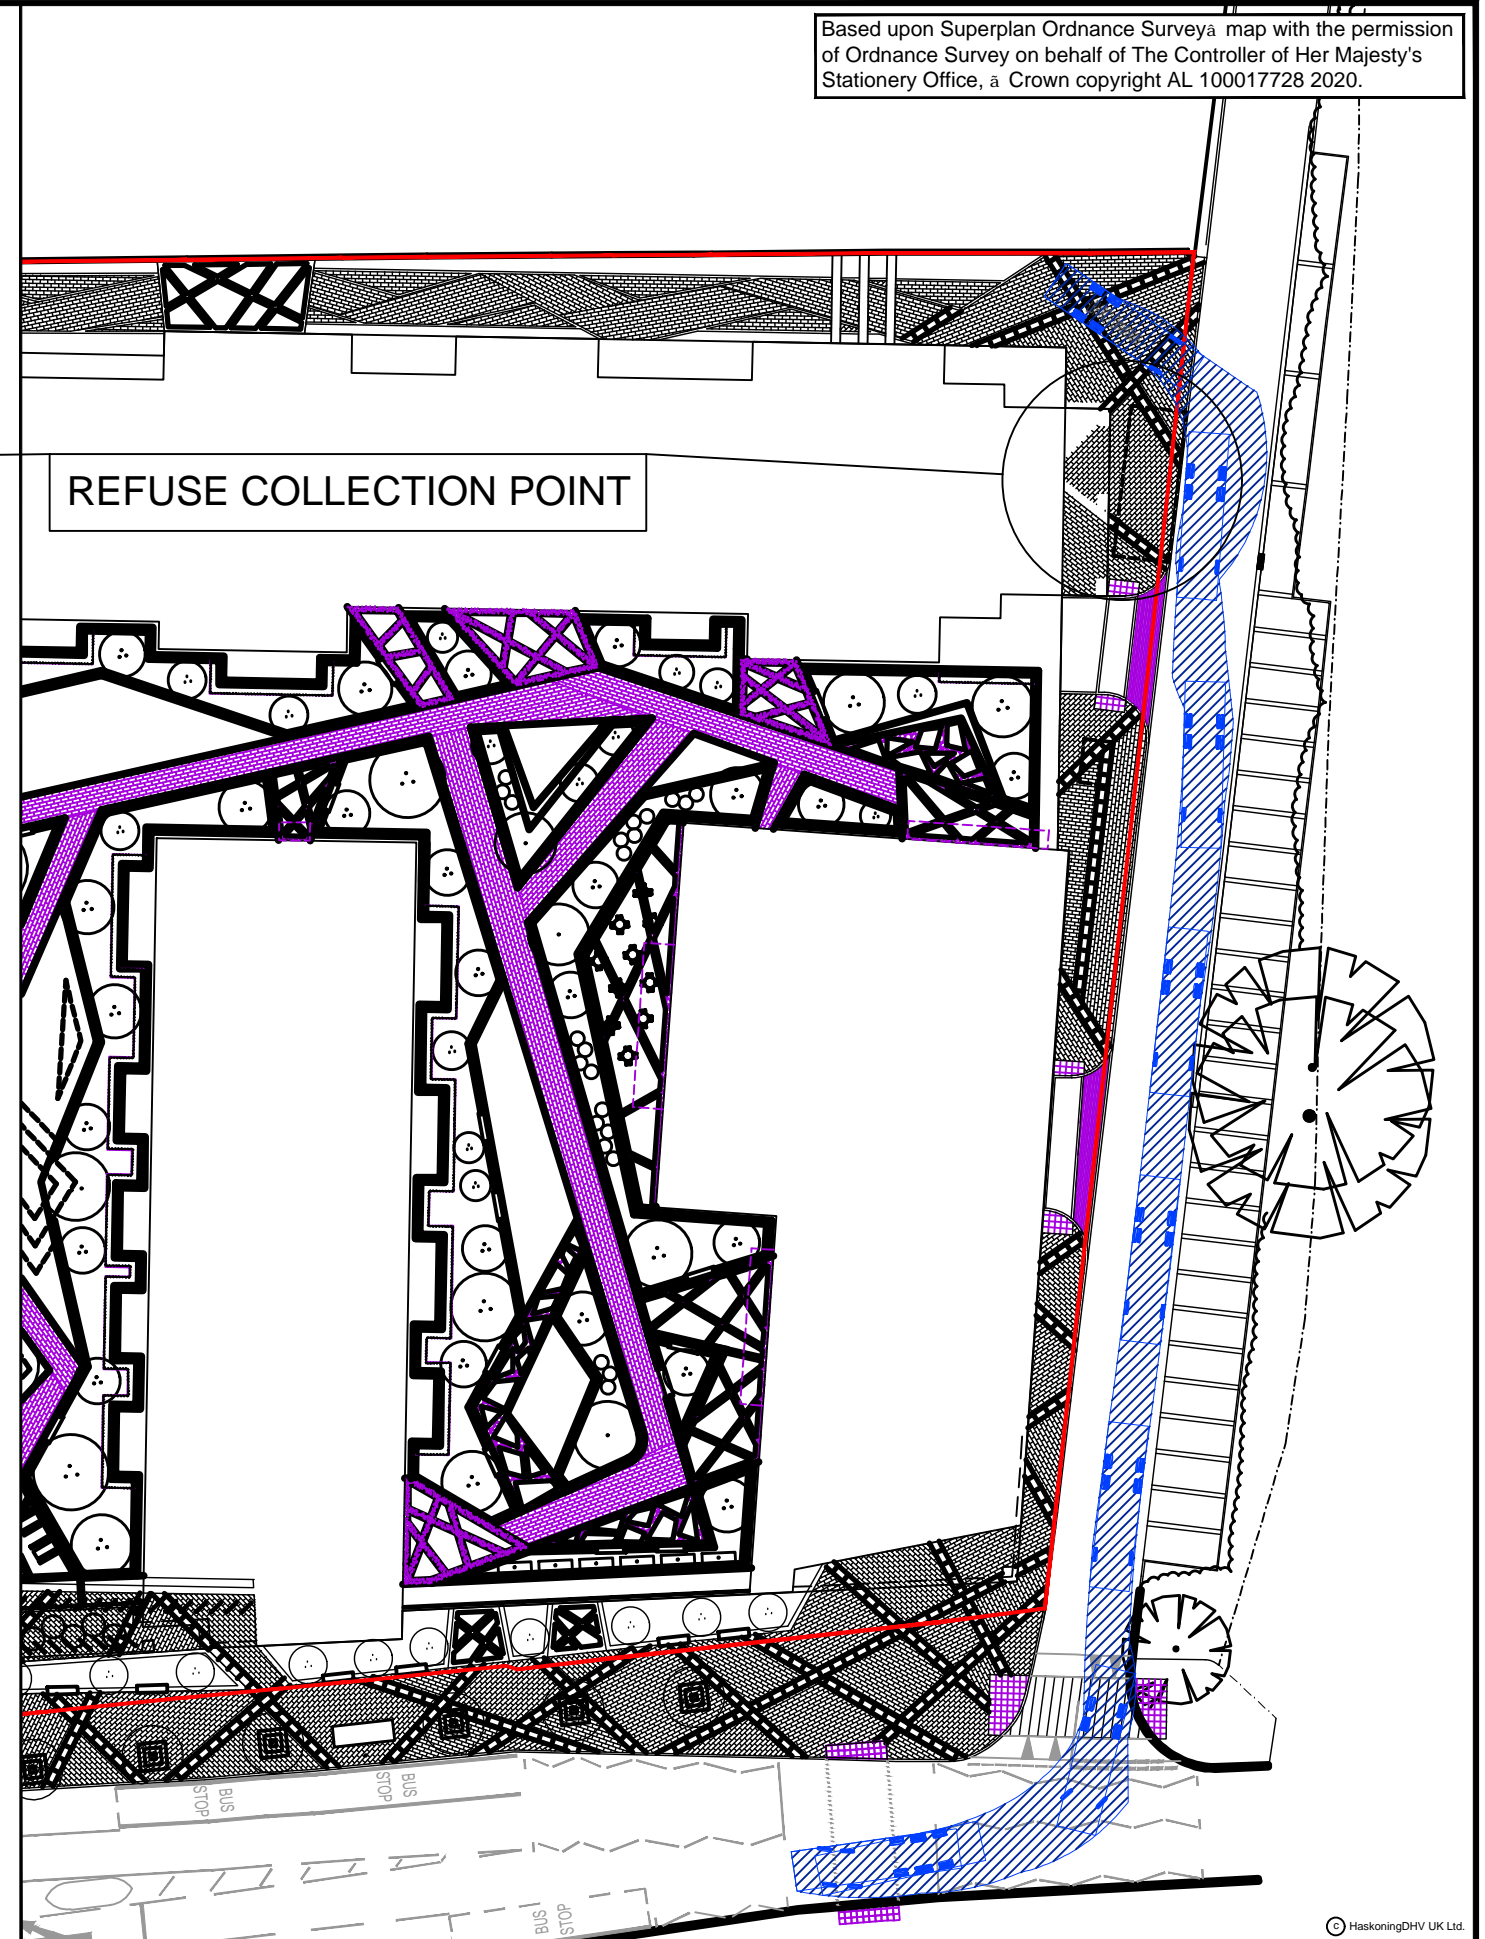 Based upon Superplan Ordnance Surveyâ map with the permission
of Ordnance Survey on behalf of The Controller of Her Majesty's
Stationery Office, ã Crown copyright AL 100017728 2020.
REFUSE COLLECTION POINT
BUS
STOP
BUS
STOP
BUS
STOP
c HaskoningDHV UK Ltd.